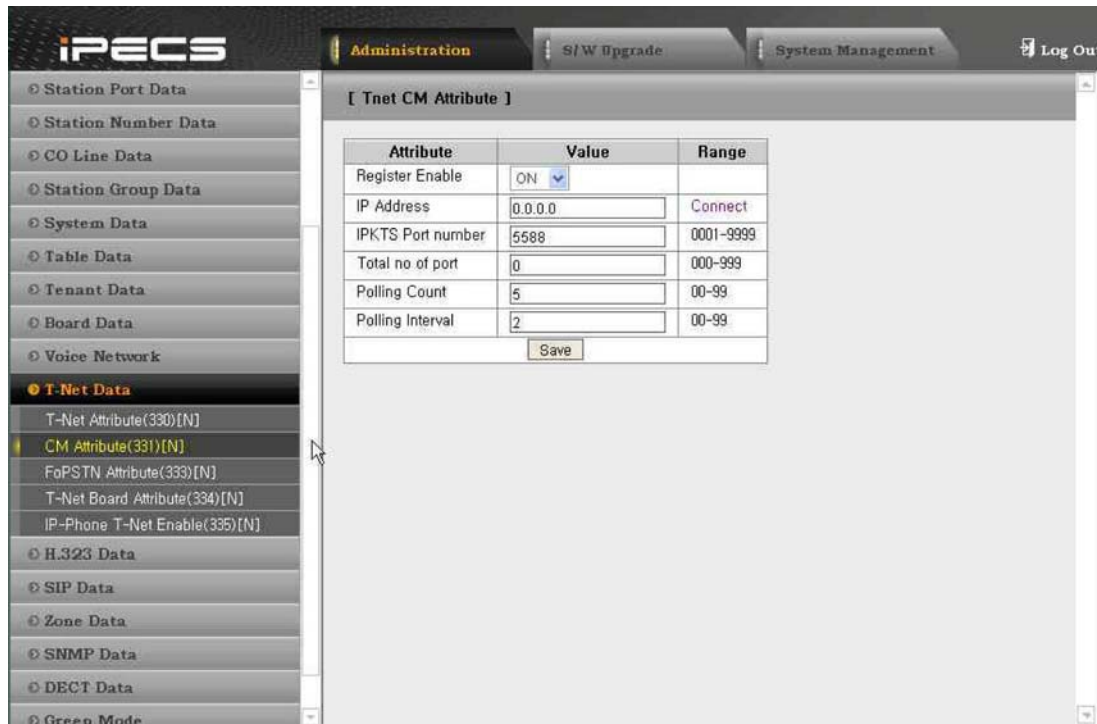 iPECS
Administration
S/W Upgrade
System Management
Log Ou
Station Port Data
Station Number Data
CO Line Data
Station Group Data
System Data
Table Data
Tenant Data
Board Data
Voice Network
T-Net Data
T-Net Attribute(330)[N]
CM Attribute(331)[N]
FoPSTN Attribute(333)[N]
T-Net Board Attribute(334)[N]
IP-Phone T-Net Enable(335)[N]
H.323 Data
SIP Data
Zone Data
SNMP Data
DECT Data
Green Mode
[ Tnet CM Attribute ]
Attribute Value Range
Register Enable ON
IP Address 0.0.0.0 Connect
IPKTS Port number 5588 0001-9999
Total no of port 0 000-999
Polling Count 5 00-99
Polling Interval 2 00-99
Save